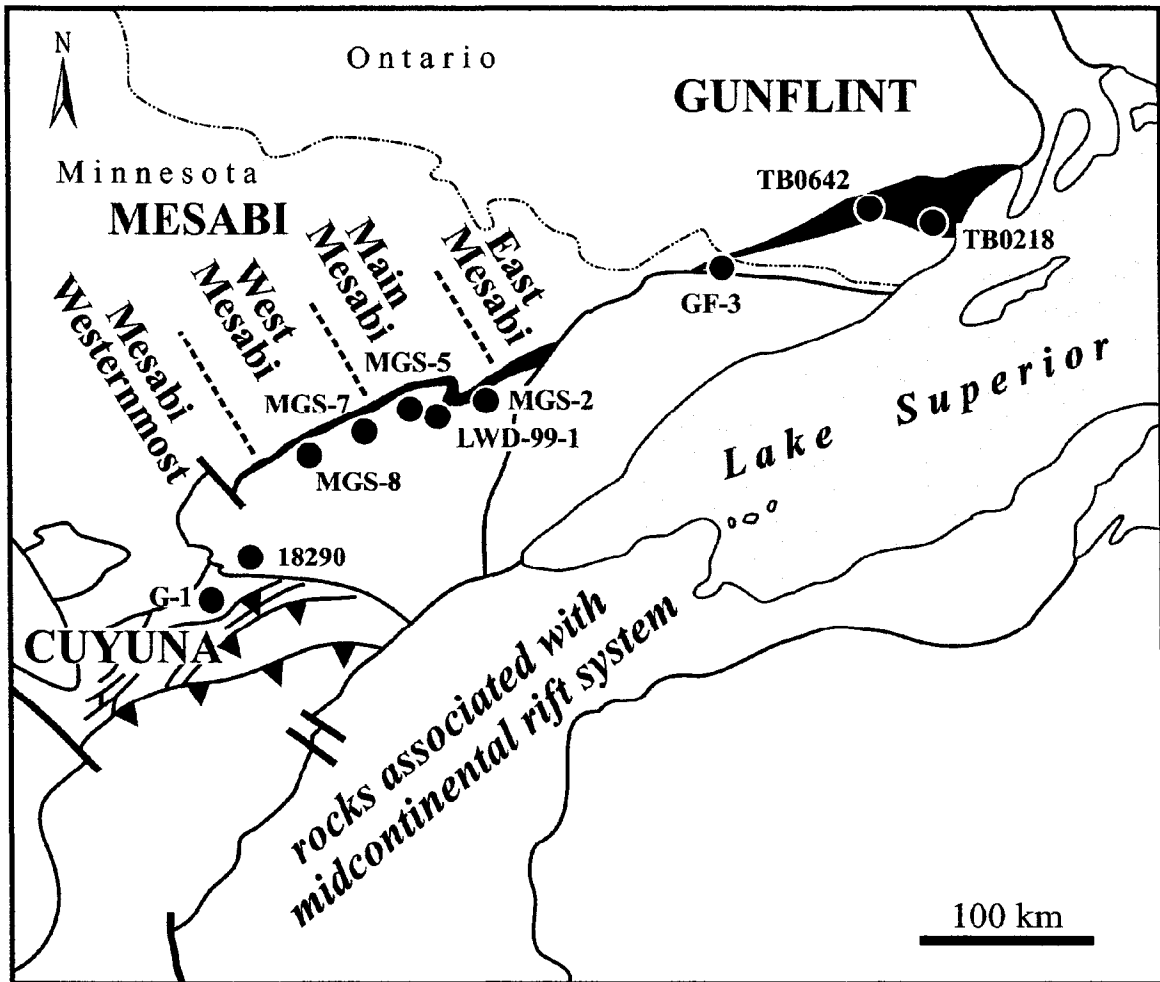 N
Ontario
GUNFLINT
Minnesota
MESABI
TB0642
TB0218
GF-3
Westernmost
Mesabi
West
Mesabi
Main
Mesabi
East
Mesabi
MGS-5
MGS-7
MGS-2
LWD-99-1
MGS-8
Lake Superior
18290
G-1
CUYUNA
rocks associated with
midcontinental rift system
100 km